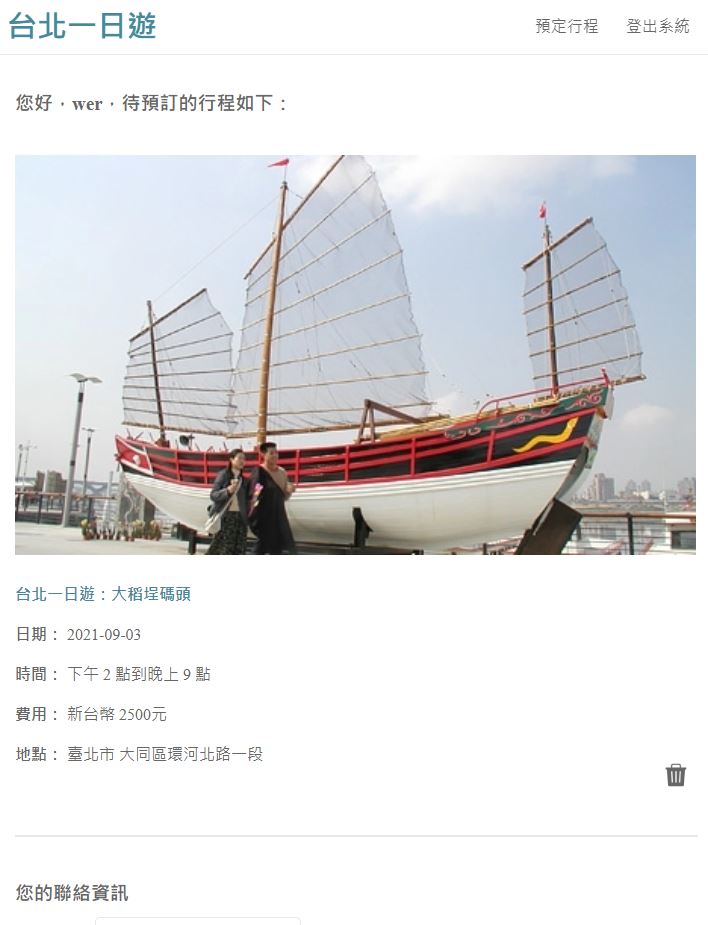 台北一日遊
預定行程 登出系統
您好，wer，待預訂的行程如下：
台北一日遊：大稻埕碼頭
日期： 2021-09-03
時間： 下午 2 點到晚上 9 點
費用： 新台幣 2500元
地點： 臺北市 大同區環河北路一段
您的聯絡資訊